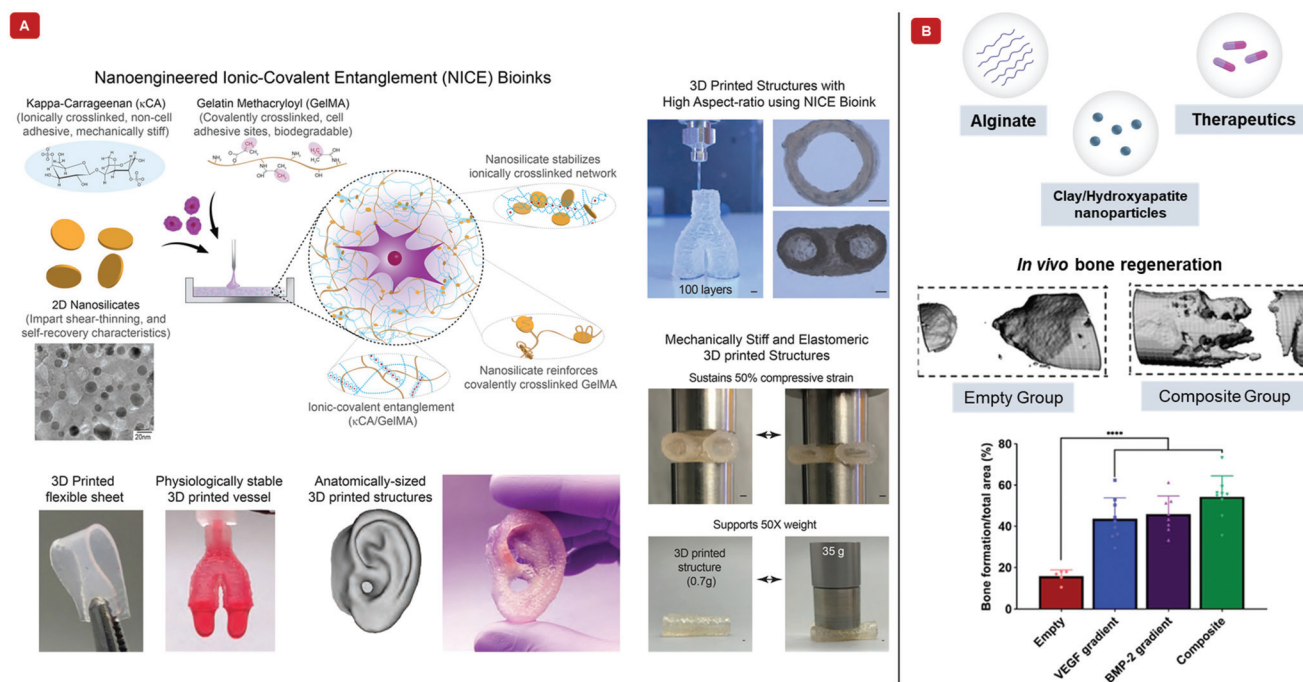 A
Nanoengineered Ionic-Covalent Entanglement (NICE) Bioinks
Kappa-Carrageenan (κCA)
(Ionically crosslinked, non-cell
adhesive, mechanically stiff)
Gelatin Methacryloyl (GelMA)
(Covalently crosslinked, cell
adhesive sites, biodegradable)
Nanosilicate stabilizes
ionically crosslinked network
2D Nanosilicates
(Impart shear-thinning, and
self-recovery characteristics)
20nm
Nanosilicate reinforces
covalently crosslinked GelMA
Ionic-covalent entanglement
(κCA/GelMA)
3D Printed
flexible sheet
Physiologically stable
3D printed vessel
Anatomically-sized
3D printed structures
3D Printed Structures with
High Aspect-ratio using NICE Bioink
100 layers
Mechanically Stiff and Elastomeric
3D printed Structures
Sustains 50% compressive strain
Supports 50X weight
3D printed
structure
(0.7g)
35 g
B
Alginate
Therapeutics
Clay/Hydroxyapatite
nanoparticles
In vivo bone regeneration
Empty Group
Composite Group
Bone formation/total area (%)
80
60
40
20
0
****
Empty
VEGF gradient
BMP-2 gradient
Composite